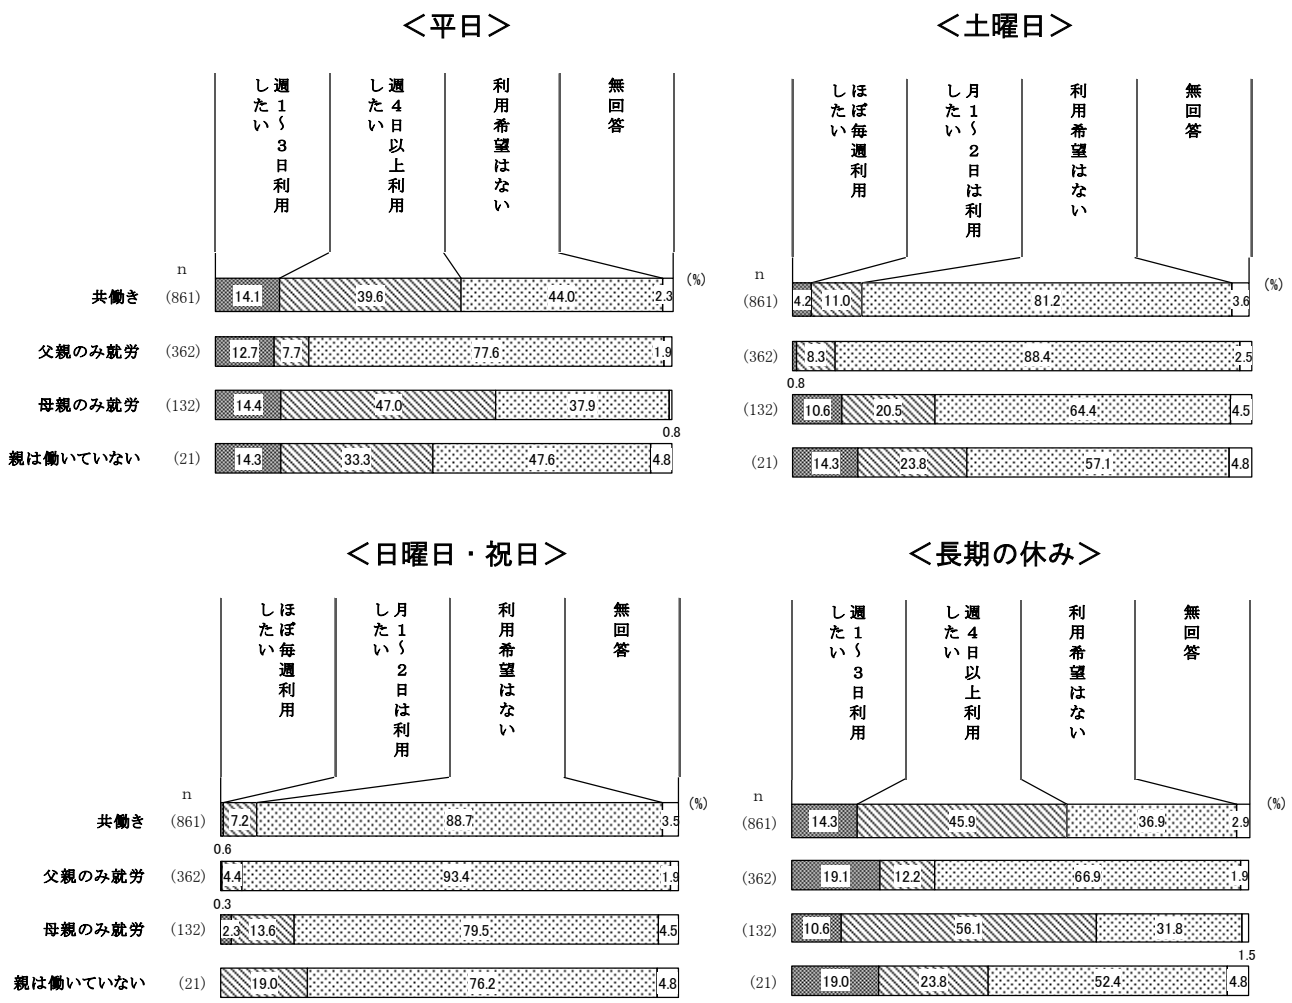 ＜平日＞
週1～3日利用したい
週4日以上利用したい
利用希望はない
無回答
n
(%)
共働き (861) 14.1 39.6 44.0 2.3
父親のみ就労 (362) 12.7 7.7 77.6 1.9
母親のみ就労 (132) 14.4 47.0 37.9
0.8
親は働いていない (21) 14.3 33.3 47.6 4.8
＜土曜日＞
ほぼ毎週利用したい
月1～2日は利用したい
利用希望はない
無回答
n
(%)
(861) 4.2 11.0 81.2 3.6
(362) 8.3 88.4 2.5
0.8
(132) 10.6 20.5 64.4 4.5
(21) 14.3 23.8 57.1 4.8
＜日曜日・祝日＞
ほぼ毎週利用したい
月1～2日は利用したい
利用希望はない
無回答
n
(%)
共働き (861) 7.2 88.7 3.5
0.6
父親のみ就労 (362) 4.4 93.4 1.9
0.3
母親のみ就労 (132) 2.3 13.6 79.5 4.5
親は働いていない (21) 19.0 76.2 4.8
＜長期の休み＞
週1～3日利用したい
週4日以上利用したい
利用希望はない
無回答
n
(%)
(861) 14.3 45.9 36.9 2.9
(362) 19.1 12.2 66.9 1.9
(132) 10.6 56.1 31.8
1.5
(21) 19.0 23.8 52.4 4.8